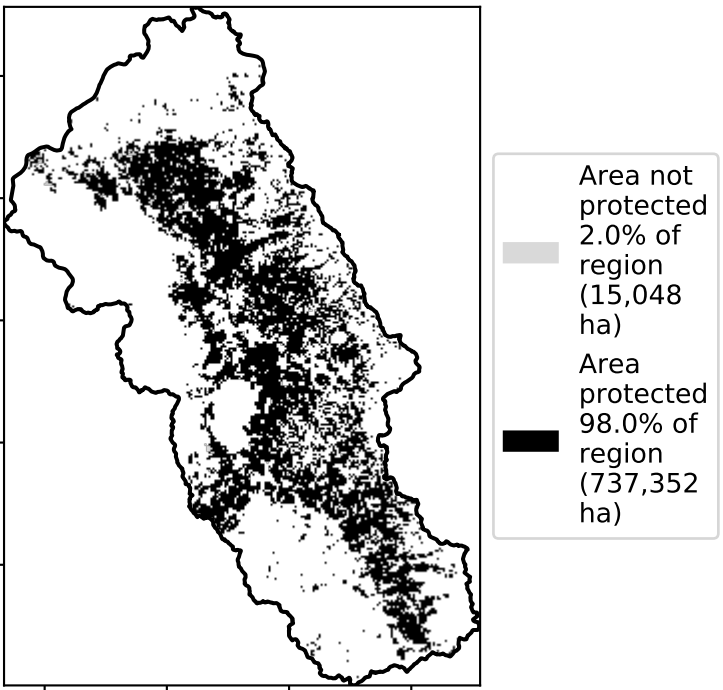 Area not
protected
2.0% of
region
(15,048
ha)
Area
protected
98.0% of
region
(737,352
ha)